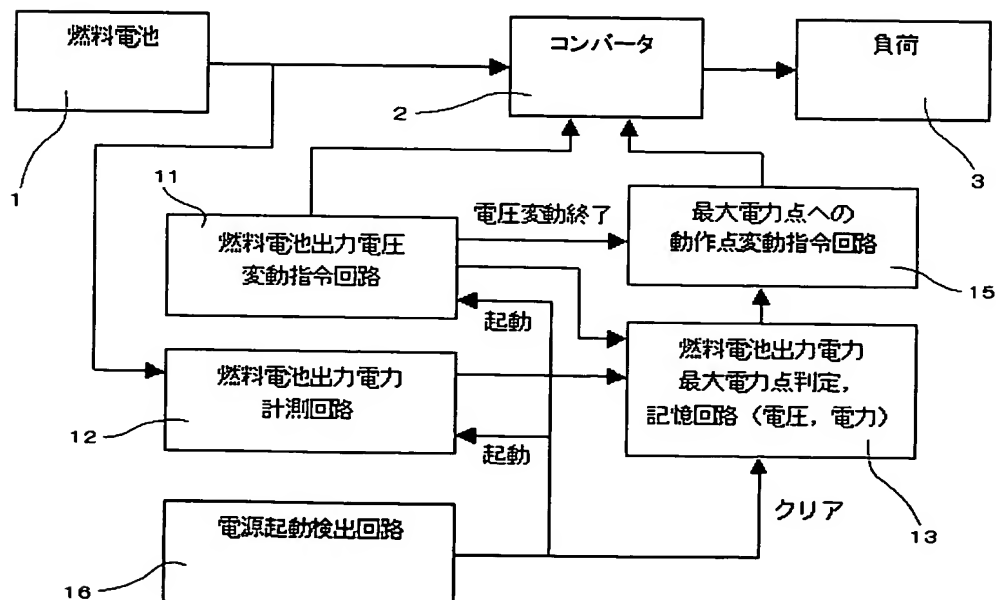 燃料電池
コンバータ
負荷
1
2
3
11
燃料電池出力電圧
変動指令回路
電圧変動終了
最大電力点への
動作点変動指令回路
15
起動
燃料電池出力電力
計測回路
12
燃料電池出力電力
最大電力点判定,
記憶回路(電圧, 電力)
13
起動
クリア
電源起動検出回路
16